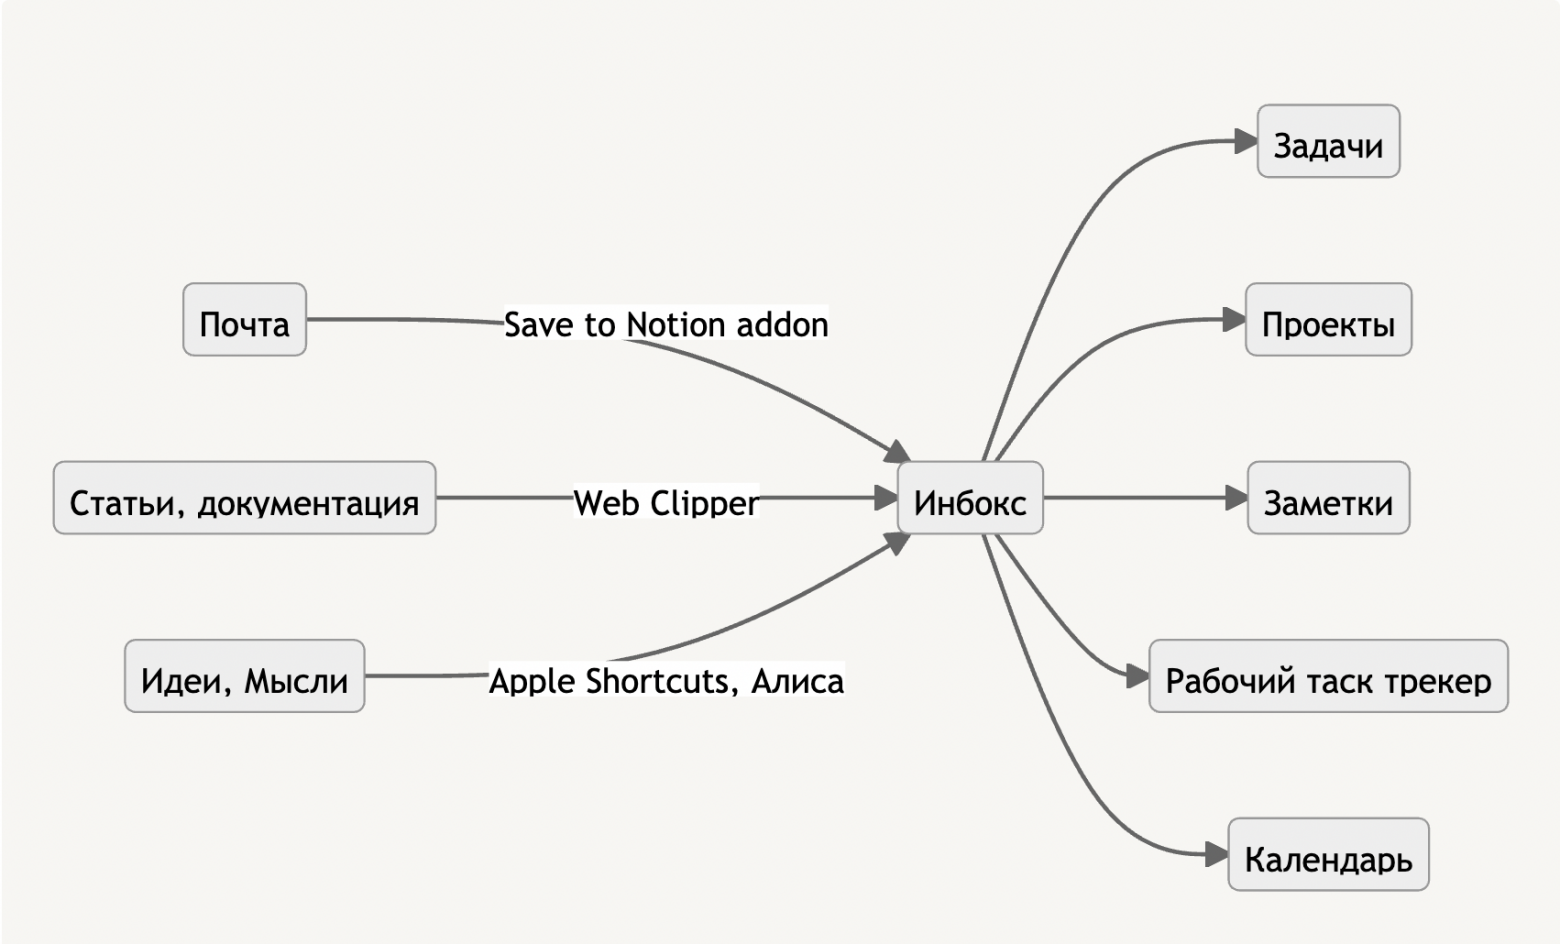 Задачи
Почта
Save to Notion addon
Проекты
Статьи, документация
Web Clipper
Инбокс
Заметки
Идеи, Мысли
Apple Shortcuts, Алиса
Рабочий таск трекер
Календарь